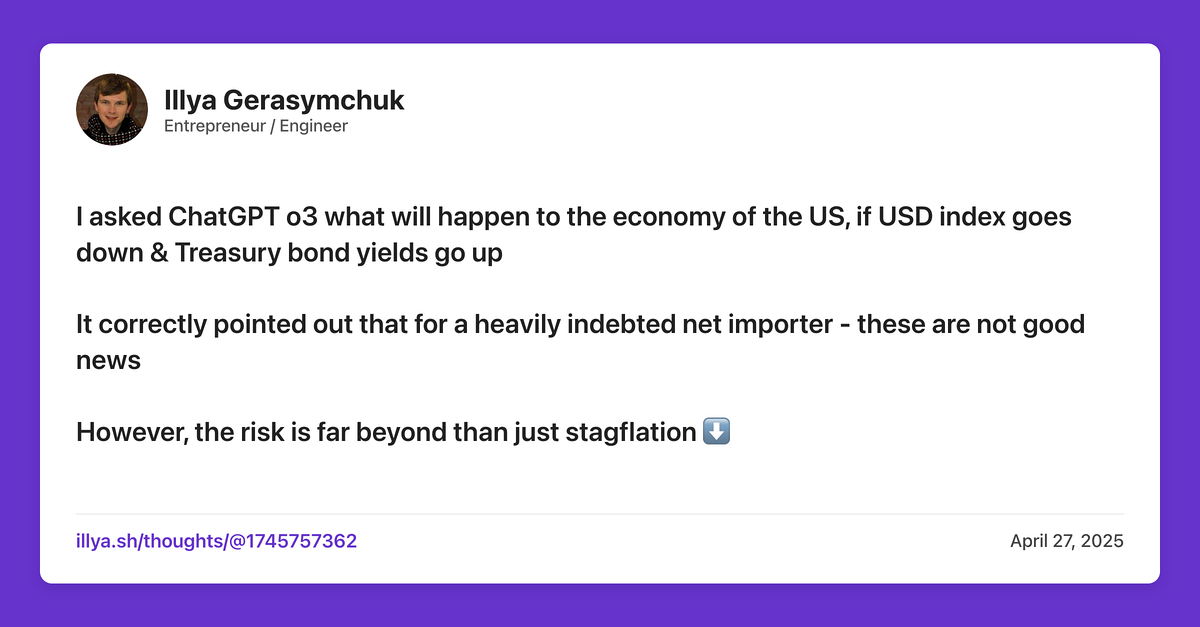 Illya Gerasymchuk
Entrepreneur / Engineer
I asked ChatGPT o3 what will happen to the economy of the US, if USD index goes
down & Treasury bond yields go up
It correctly pointed out that for a heavily indebted net importer - these are not good
news
However, the risk is far beyond than just stagflation ⬇️
illya.sh/thoughts/@1745757362
April 27, 2025